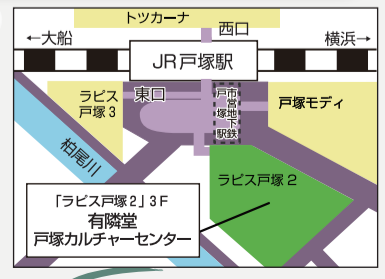 トツカーナ
西口
←大船
横浜→
JR戸塚駅
ラピス
戸塚3
東口
市営地下鉄
戸塚駅
戸塚モディ
柏尾川
ラピス戸塚2
「ラピス戸塚2」3F
有隣堂
戸塚カルチャーセンター